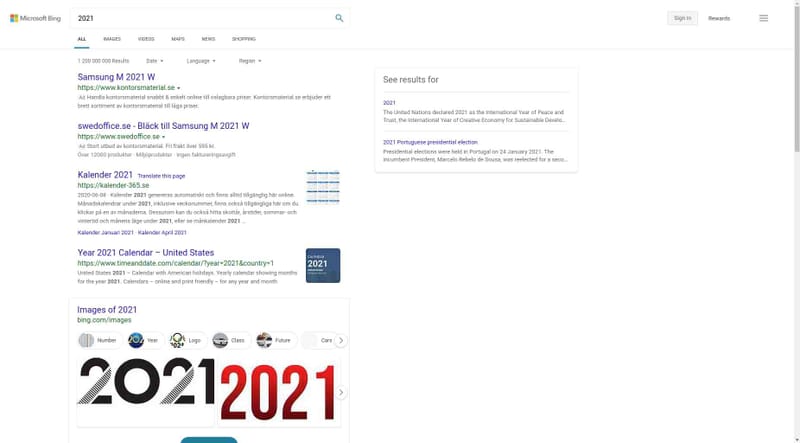 Microsoft Bing
2021
Sign in
Rewards
ALL
IMAGES
VIDEOS
MAPS
NEWS
SHOPPING
1 200 000 000 Results
Date
Language
Region
Samsung M 2021 W
https://www.kontorsmaterial.se
Ad Handla kontorsmaterial snabbt & enkelt online till oslagbara priser. Kontorsmaterial.se erbjuder ett
brett sortiment av kontorsmaterial till låga priser.
swedoffice.se - Bläck till Samsung M 2021 W
https://www.swedoffice.se
Ad Stort utbud av kontorsmaterial. Fri frakt över 595 kr.
Över 12000 produkter · Miljöprodukter · Ingen faktureringsavgift
Kalender 2021 Translate this page
https://kalender-365.se
2020-06-08 · Kalender 2021 genereras automatiskt och finns alltid tillgänglig här online.
Månadskalendrar under 2021, inklusive veckonummer, finns också tillgängliga här om du
klickar på en av månaderna. Dessutom kan du också hitta skottår, årstider, sommar- och
vintertid och månens läge under 2021, eller se månkalender 2021 ...
Kalender Januari 2021 · Kalender April 2021
Year 2021 Calendar – United States
https://www.timeanddate.com/calendar/?year=2021&country=1
United States 2021 – Calendar with American holidays. Yearly calendar showing months
for the year 2021. Calendars – online and print friendly – for any year and month
CALENDAR
2021
Images of 2021
bing.com/images
Number
Year
Logo
Class
Future
Cars
2021
2021
See results for
2021
The United Nations declared 2021 as the International Year of Peace and
Trust, the International Year of Creative Economy for Sustainable Develo...
2021 Portuguese presidential election
Presidential elections were held in Portugal on 24 January 2021. The
incumbent President, Marcelo Rebelo de Sousa, was reelected for a seco...